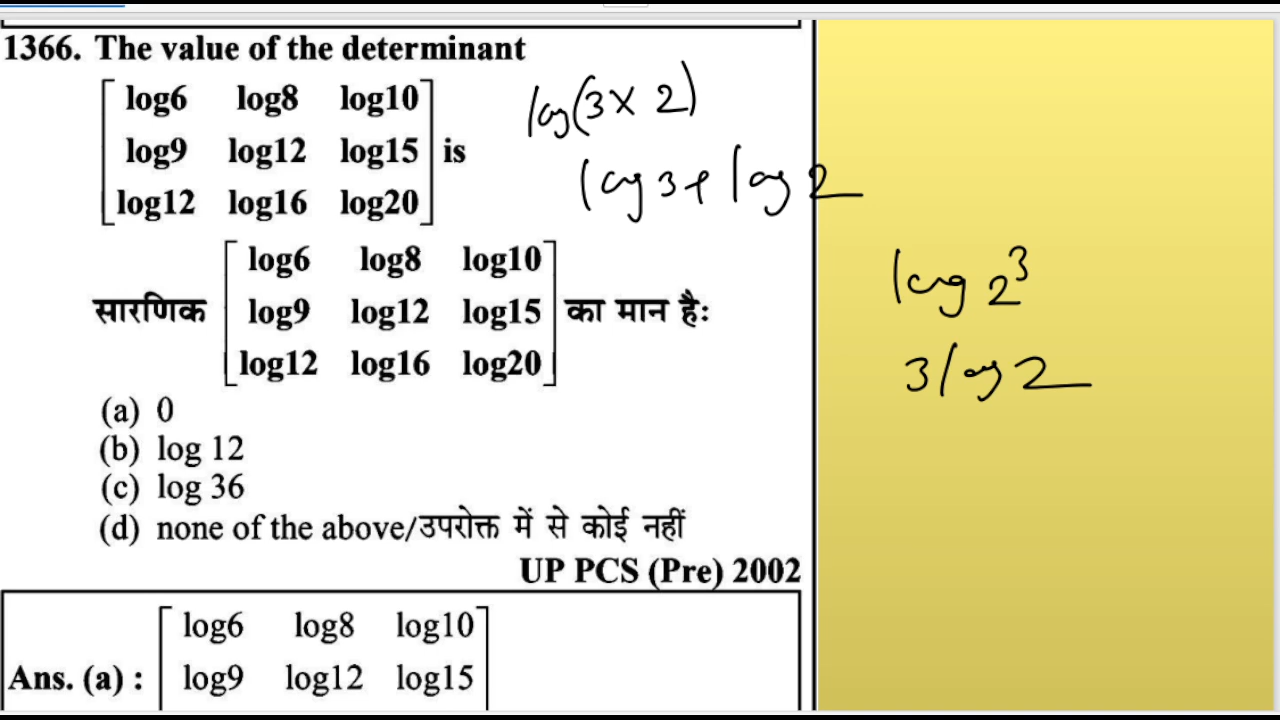 1366. The value of the determinant
log6 log8 log10
log9 log12 log15 is
log12 log16 log20
log(3 x 2)
log 3 + log 2
log6 log8 log10
सारणिक log9 log12 log15 का मान है:
log12 log16 log20
log 2³
3 log 2
(a) 0
(b) log 12
(c) log 36
(d) none of the above/उपरोक्त में से कोई नहीं
UP PCS (Pre) 2002
log6 log8 log10
Ans. (a) : log9 log12 log15